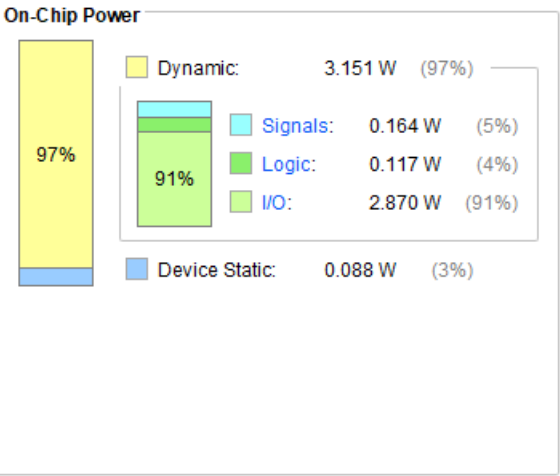 On-Chip Power
Dynamic: 3.151 W (97%)
97%
91%
Signals: 0.164 W (5%)
Logic: 0.117 W (4%)
I/O: 2.870 W (91%)
Device Static: 0.088 W (3%)